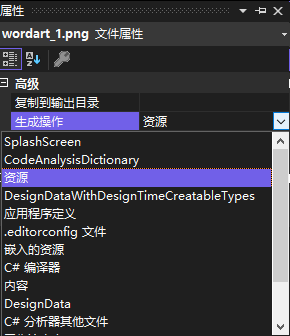 属性
wordart_1.png 文件属性
高级
复制到输出目录
生成操作 资源
SplashScreen
CodeAnalysisDictionary
资源
DesignDataWithDesignTimeCreatableTypes
应用程序定义
.editorconfig 文件
嵌入的资源
C# 编译器
内容
DesignData
C# 分析器其他文件